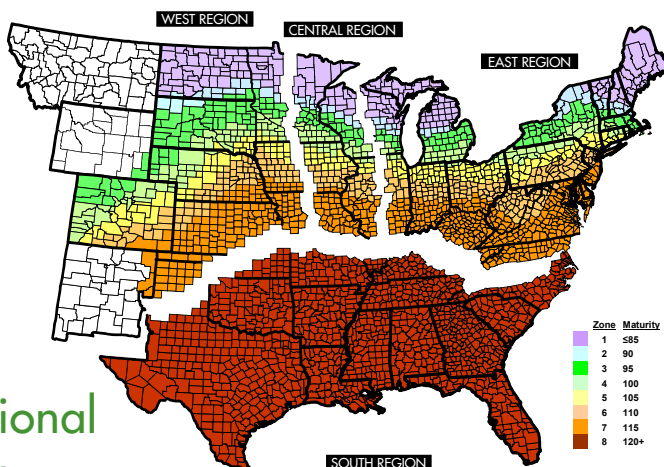 WEST REGION
CENTRAL REGION
EAST REGION
Zone Maturity
1 ≤85
2 90
3 95
4 100
5 105
6 110
7 115
8 120+
ional
SOUTH REGION